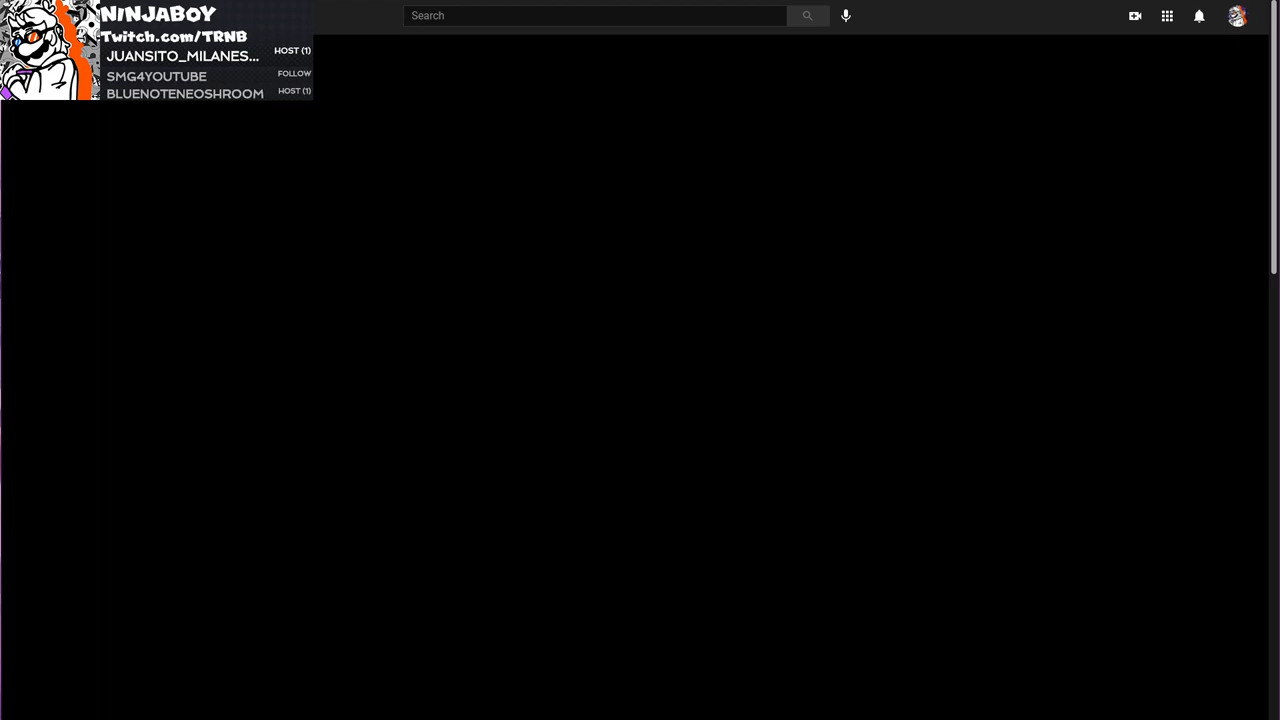 NiNJABOY
Twitch.com/TRNB
JUANSITO_MILANES... HOST (1)
SMG4YOUTUBE FOLLOW
BLUENOTENEOSHROOM HOST (1)
Search